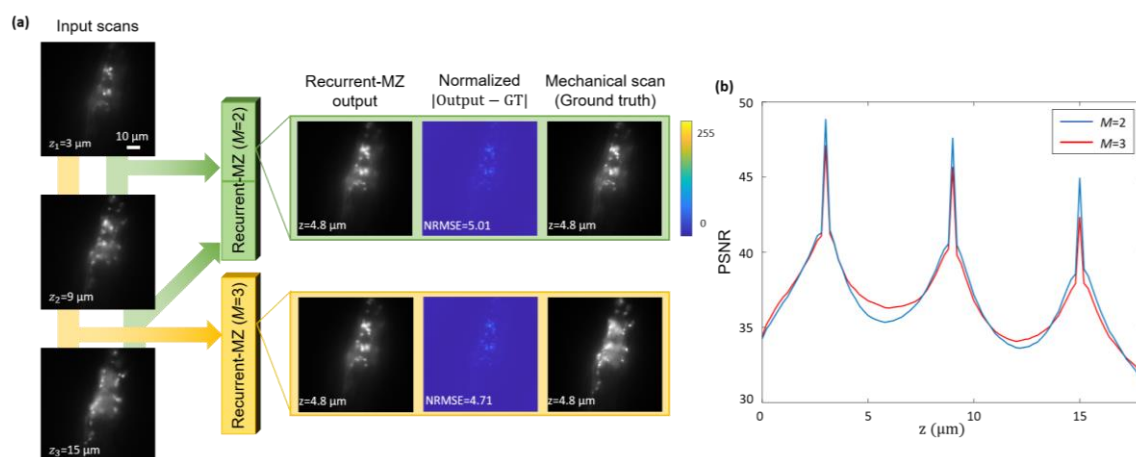 (a)
Input scans
z1=3 μm
10 μm
z2=9 μm
z3=15 μm
Recurrent-MZ (M=2)
Recurrent-MZ (M=3)
Recurrent-MZ
output
Normalized
|Output − GT|
Mechanical scan
(Ground truth)
z=4.8 μm
NRMSE=5.01
z=4.8 μm
255
0
z=4.8 μm
NRMSE=4.71
z=4.8 μm
(b)
50
45
40
35
30
PSNR
M=2
M=3
0
5
10
15
z (μm)